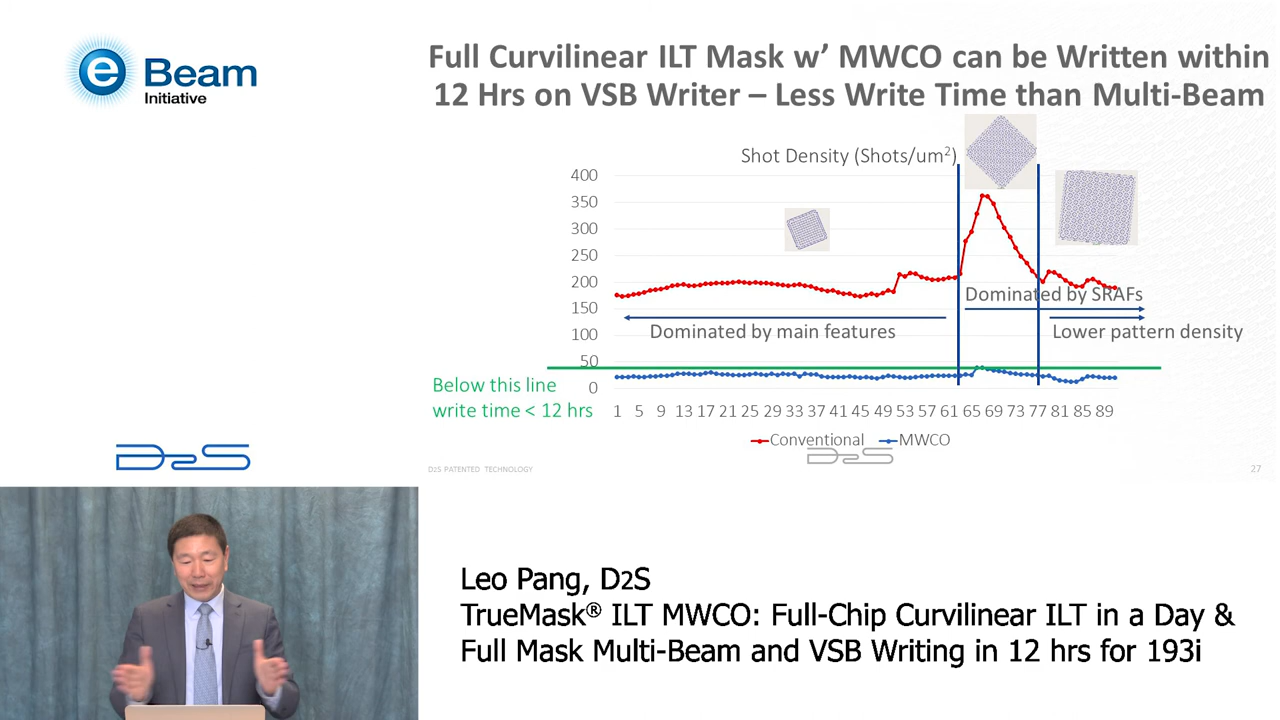 e Beam
Initiative
Full Curvilinear ILT Mask w’ MWCO can be Written within
12 Hrs on VSB Writer – Less Write Time than Multi-Beam
Shot Density (Shots/um²)
400
350
300
250
200
150
100
50
0
Dominated by SRAFs
Dominated by main features
Lower pattern density
Below this line
write time < 12 hrs
1 5 9 13 17 21 25 29 33 37 41 45 49 53 57 61 65 69 73 77 81 85 89
Conventional MWCO
D2S
D2S
D2S PATENTED TECHNOLOGY
27
Leo Pang, D2S
TrueMask® ILT MWCO: Full-Chip Curvilinear ILT in a Day &
Full Mask Multi-Beam and VSB Writing in 12 hrs for 193i